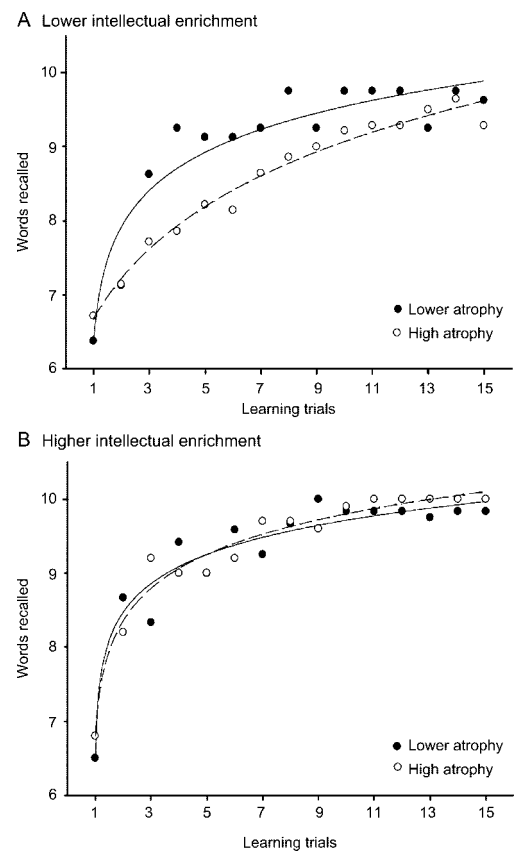 A Lower intellectual enrichment
10
9
8
7
6
Words recalled
Lower atrophy
High atrophy
1 3 5 7 9 11 13 15
Learning trials
B Higher intellectual enrichment
10
9
8
7
6
Words recalled
Lower atrophy
High atrophy
1 3 5 7 9 11 13 15
Learning trials